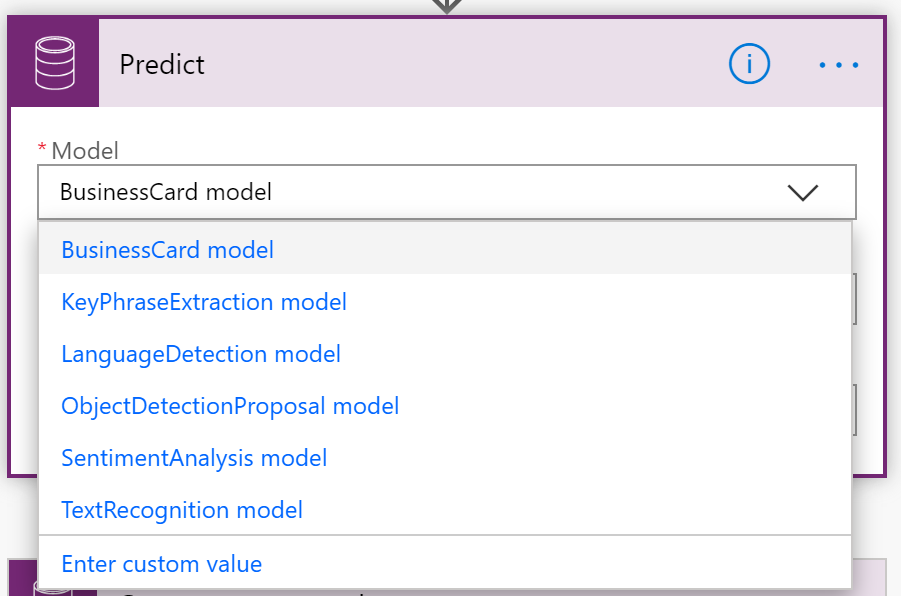 Predict
* Model
BusinessCard model
BusinessCard model
KeyPhraseExtraction model
LanguageDetection model
ObjectDetectionProposal model
SentimentAnalysis model
TextRecognition model
Enter custom value